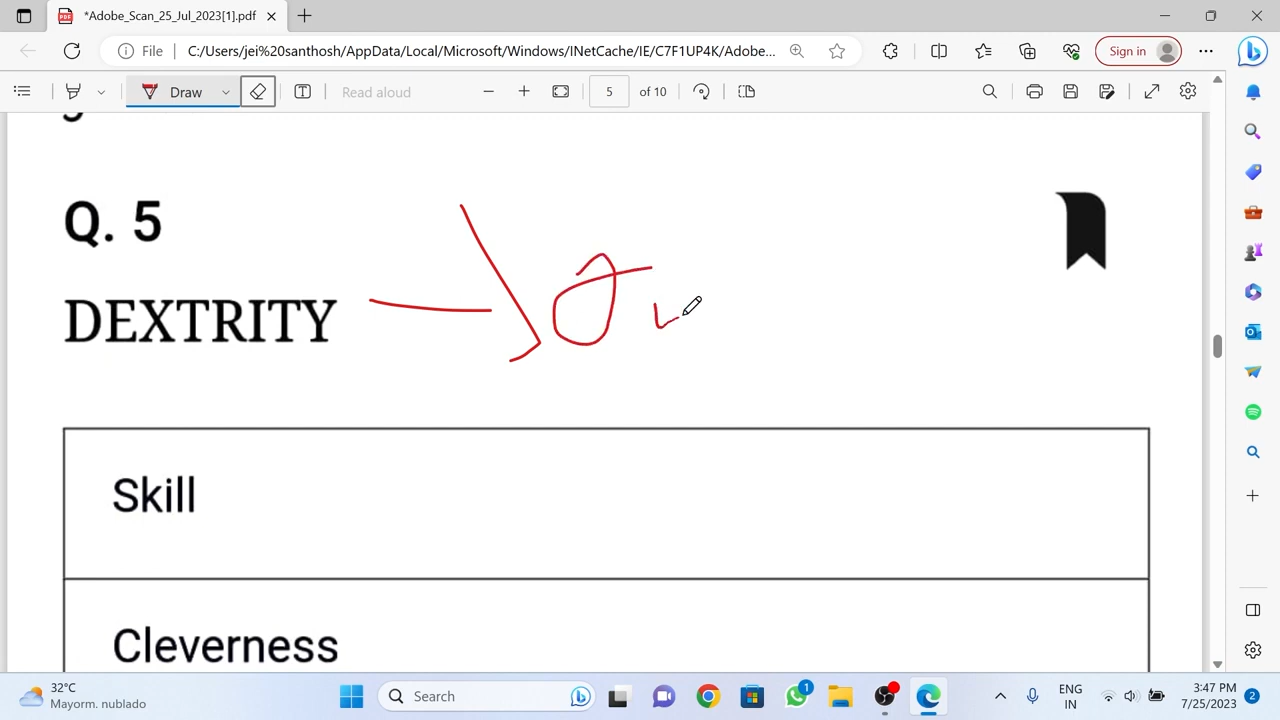 *Adobe_Scan_25_Jul_2023[1].pdf
File
C:/Users/jei%20santhosh/AppData/Local/Microsoft/Windows/INetCache/IE/C7F1UP4K/Adobe...
Sign in
Draw
Read aloud
5 of 10
Q. 5
DEXTRITY
Skill
Cleverness
32°C
Mayorm. nublado
Search
1
ENG
IN
3:47 PM
7/25/2023
2